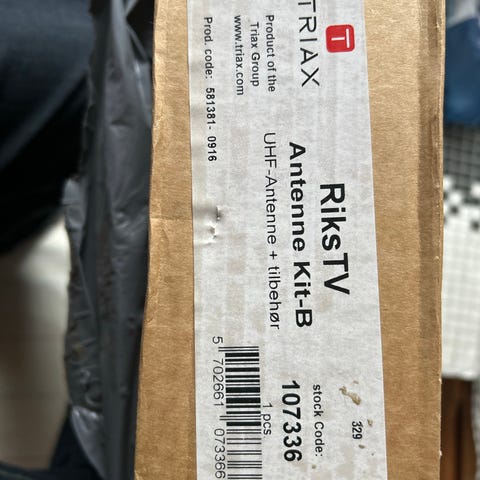 TRIAX
T
Product of the
Triax Group
www.triax.com
Prod. code: 581381- 0916
RiksTV
Antenne Kit-B
UHF-Antenne + tilbehør
329
stock Code:
107336
1 pcs
5 702661 073366